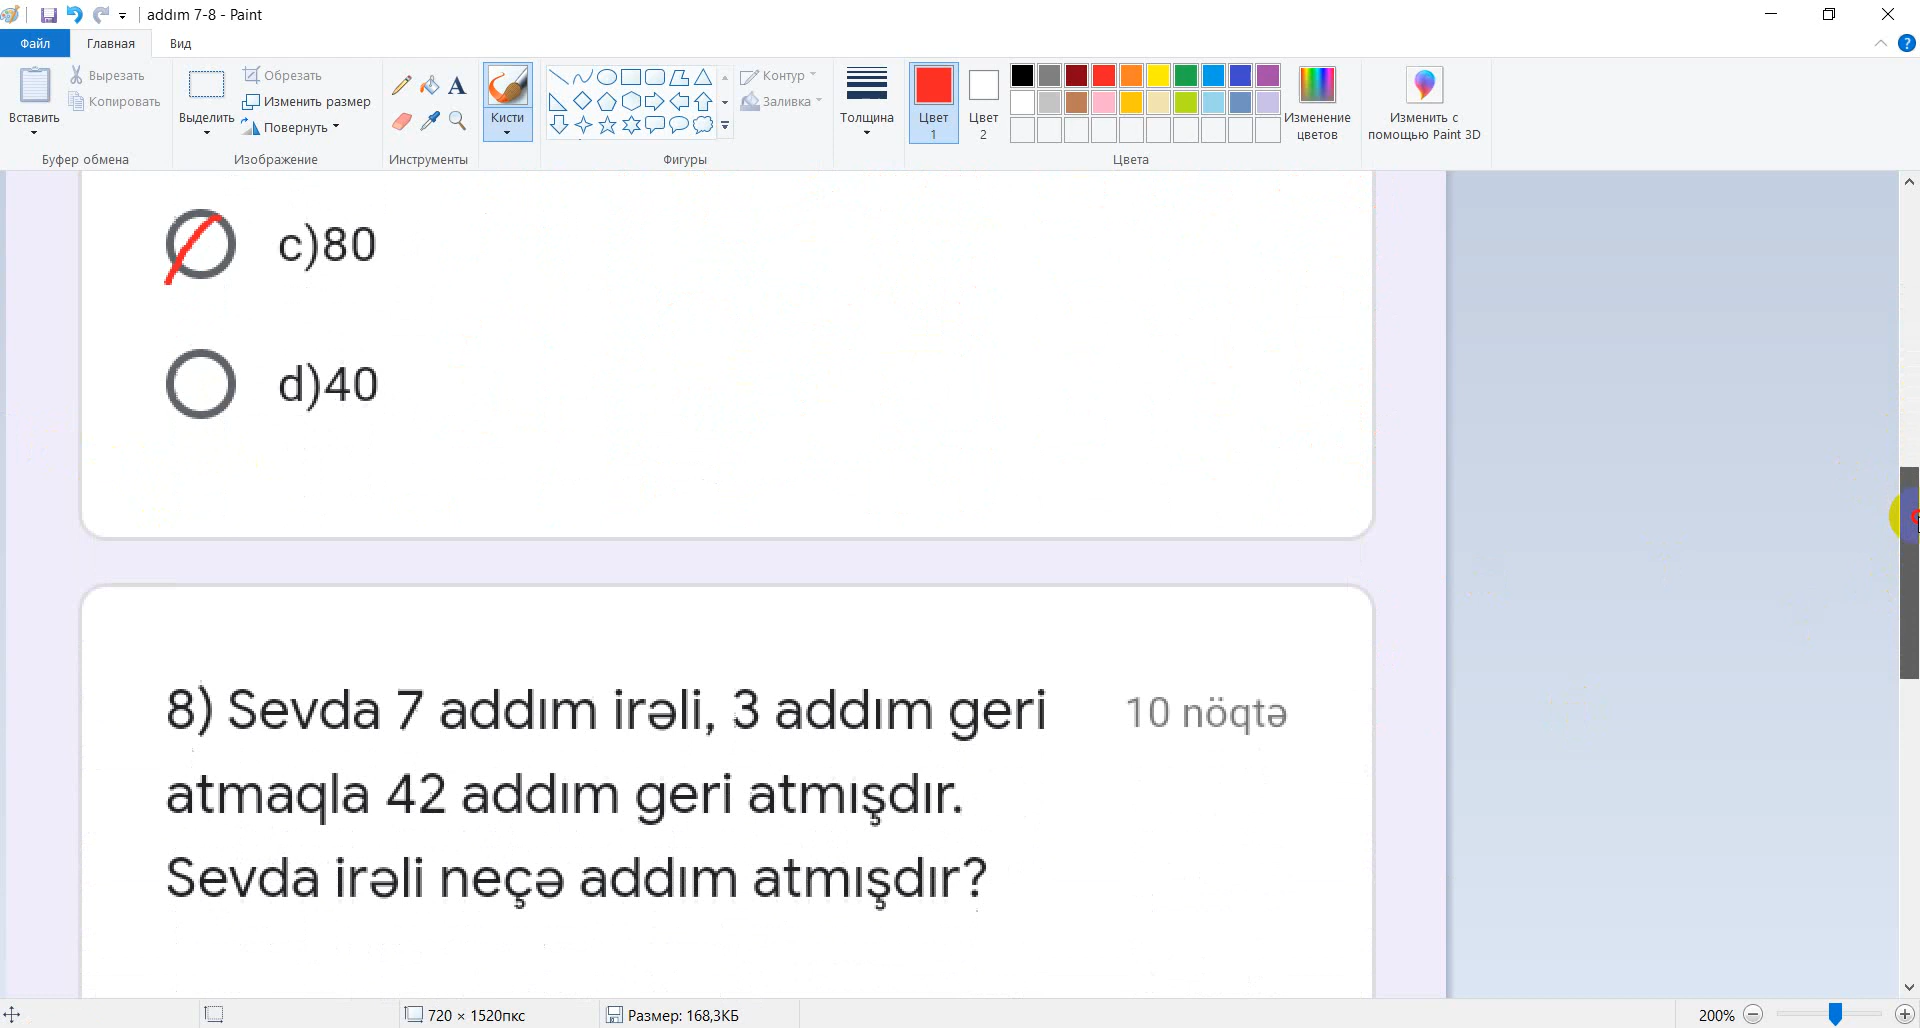 addım 7-8 - Paint
Файл Главная Вид
Вставить
Вырезать
Копировать
Буфер обмена
Выделить
Обрезать
Изменить размер
Повернуть
Изображение
Инструменты
Кисти
Контур
Заливка
Фигуры
Толщина
Цвет
1
Цвет
2
Изменение
цветов
Цвета
Изменить с
помощью Paint 3D
c)80
d)40
8) Sevda 7 addım irəli, 3 addım geri
10 nöqtə
atmaqla 42 addım geri atmışdır.
Sevda irəli neçə addım atmışdır?
720 × 1520пкс
Размер: 168,3КБ
200%